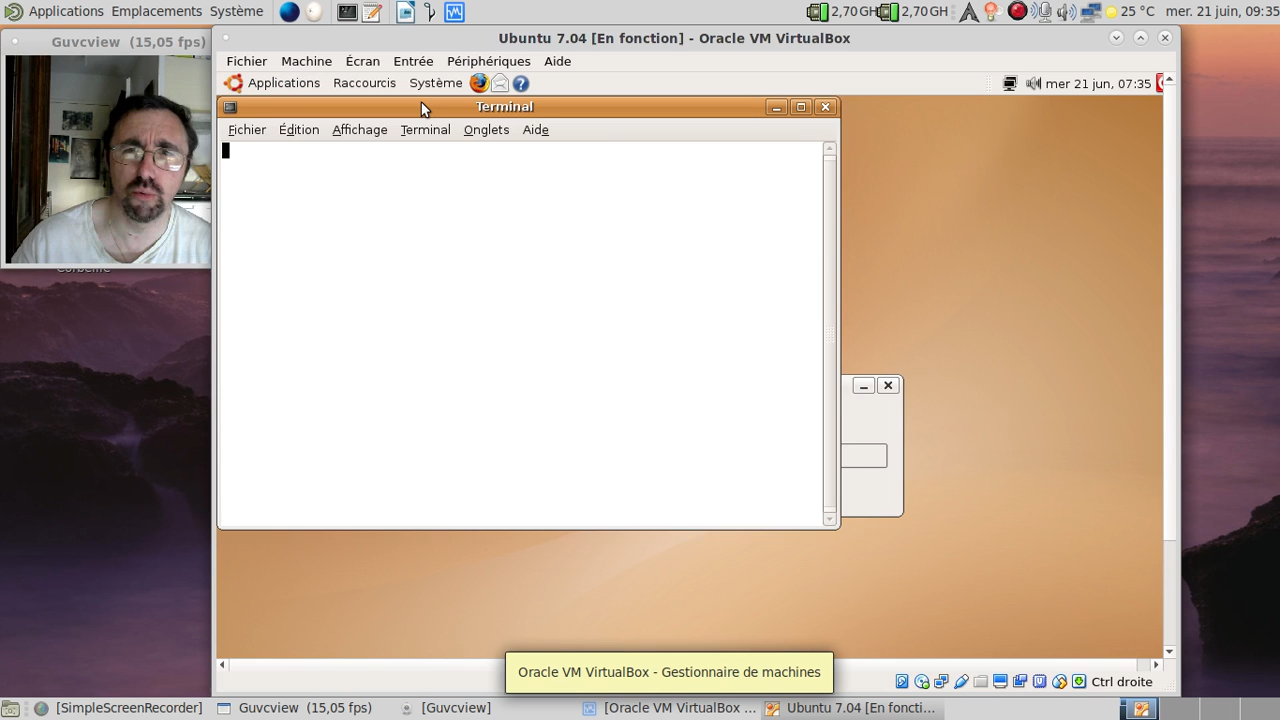 Applications Emplacements Système 2,70 GH 2,70 GH 25 °C mer. 21 juin, 09:35
Guvcview (15,05 fps)
Ubuntu 7.04 [En fonction] - Oracle VM VirtualBox
Fichier Machine Écran Entrée Périphériques Aide
Applications Raccourcis Système mer 21 jun, 07:35
Terminal
Fichier Édition Affichage Terminal Onglets Aide
Corbeille
Oracle VM VirtualBox - Gestionnaire de machines
Ctrl droite
[SimpleScreenRecorder] Guvcview (15,05 fps) [Guvcview] [Oracle VM VirtualBox ... Ubuntu 7.04 [En foncti...